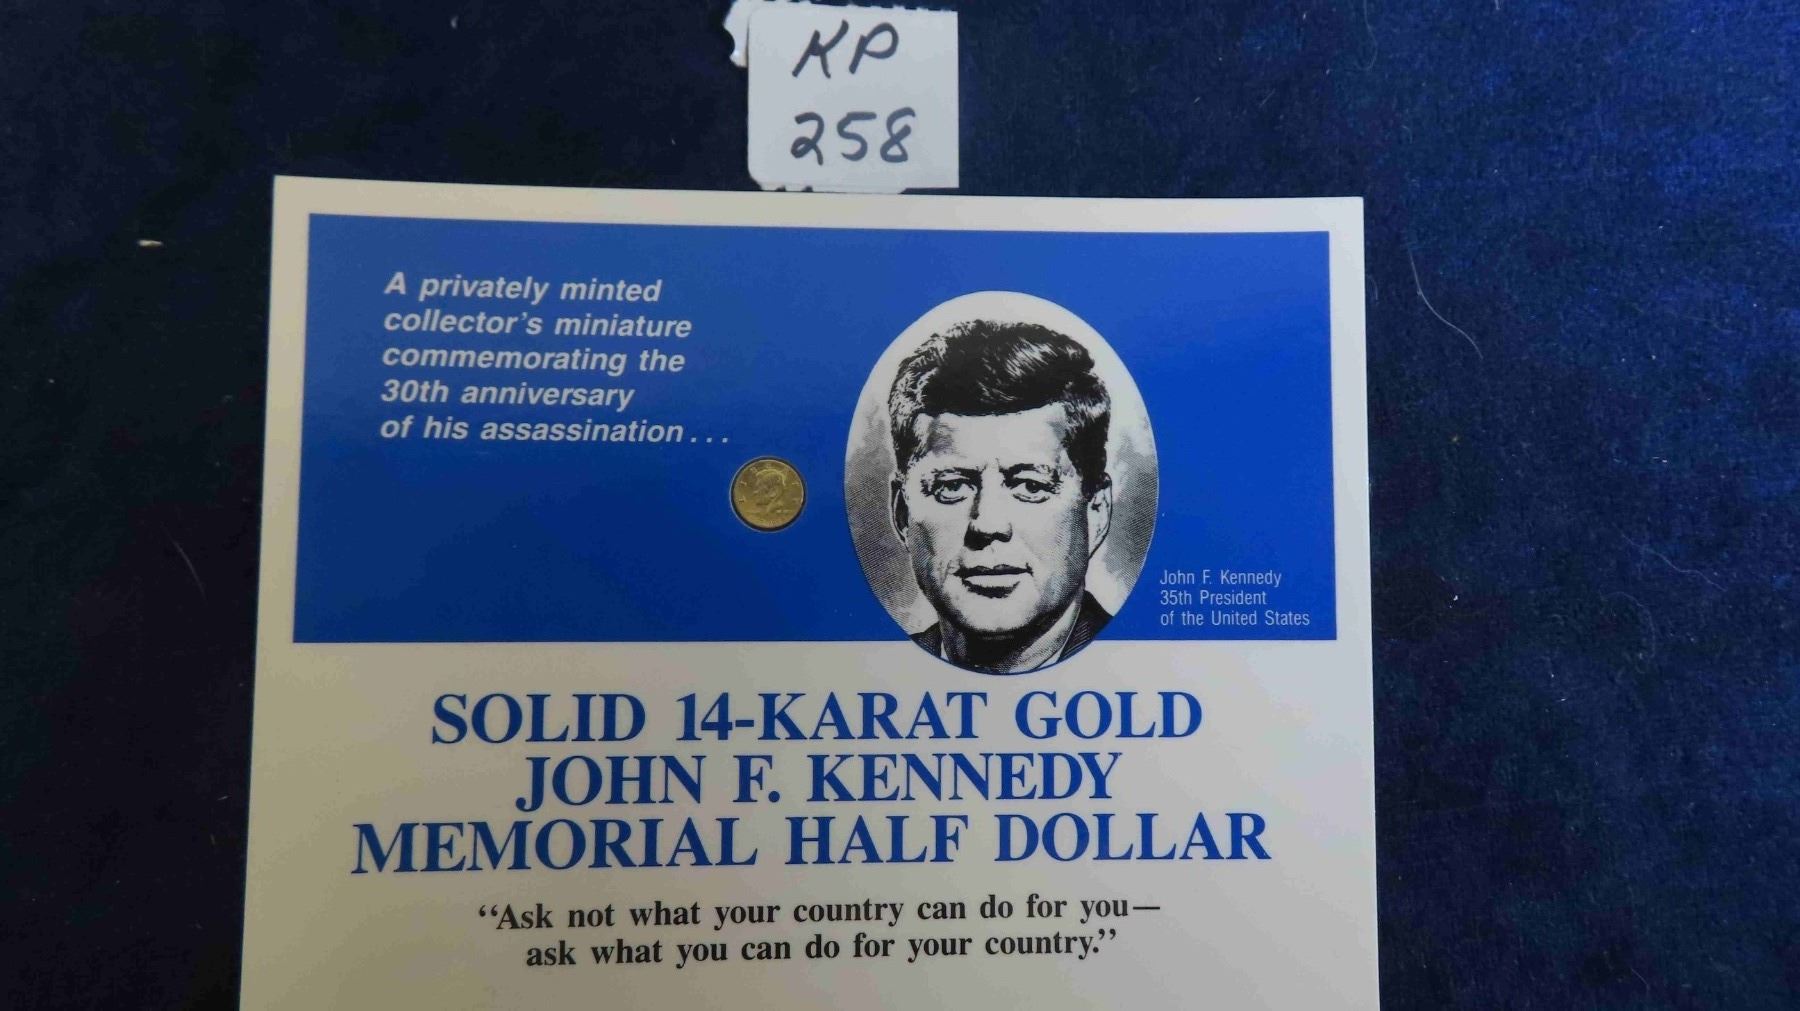 KP
258
A privately minted
collector's miniature
commemorating the
30th anniversary
of his assassination...
John F. Kennedy
35th President
of the United States
SOLID 14-KARAT GOLD
JOHN F. KENNEDY
MEMORIAL HALF DOLLAR
“Ask not what your country can do for you—
ask what you can do for your country.”